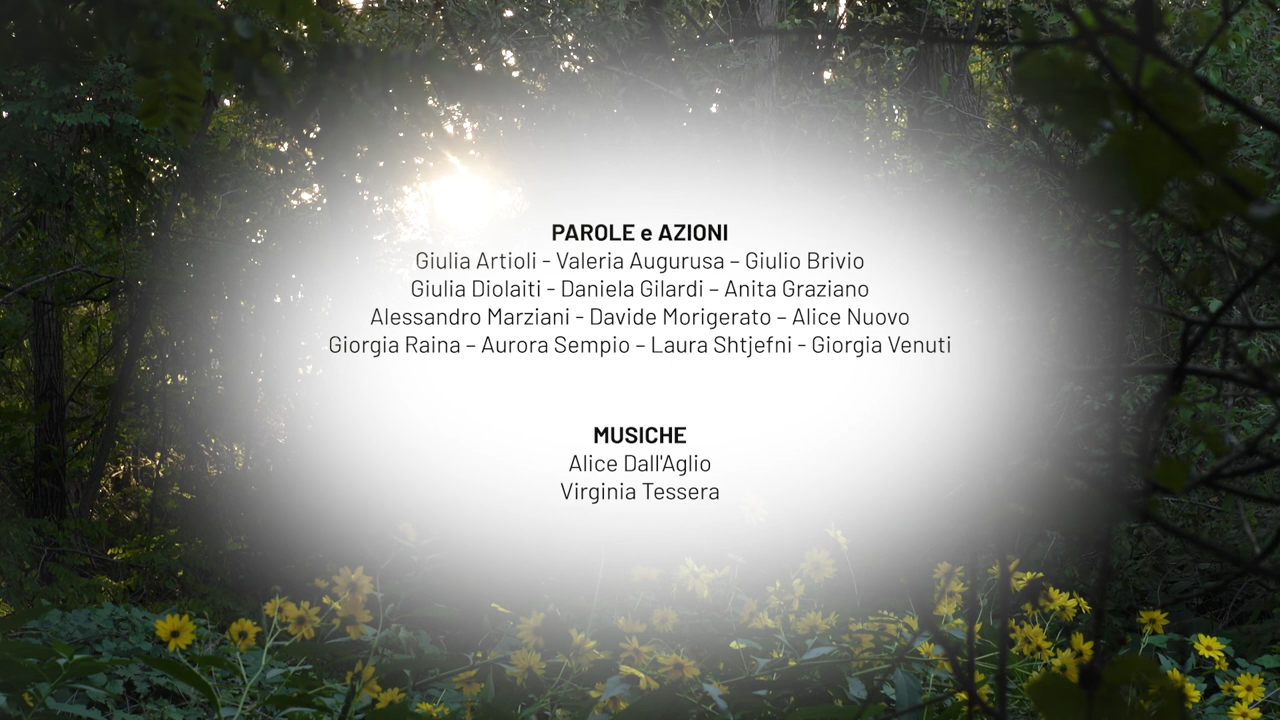 PAROLE e AZIONI
Giulia Artioli - Valeria Augurusa – Giulio Brivio
Giulia Diolaiti - Daniela Gilardi – Anita Graziano
Alessandro Marziani - Davide Morigerato – Alice Nuovo
Giorgia Raina – Aurora Sempio – Laura Shtjefni - Giorgia Venuti
MUSICHE
Alice Dall'Aglio
Virginia Tessera